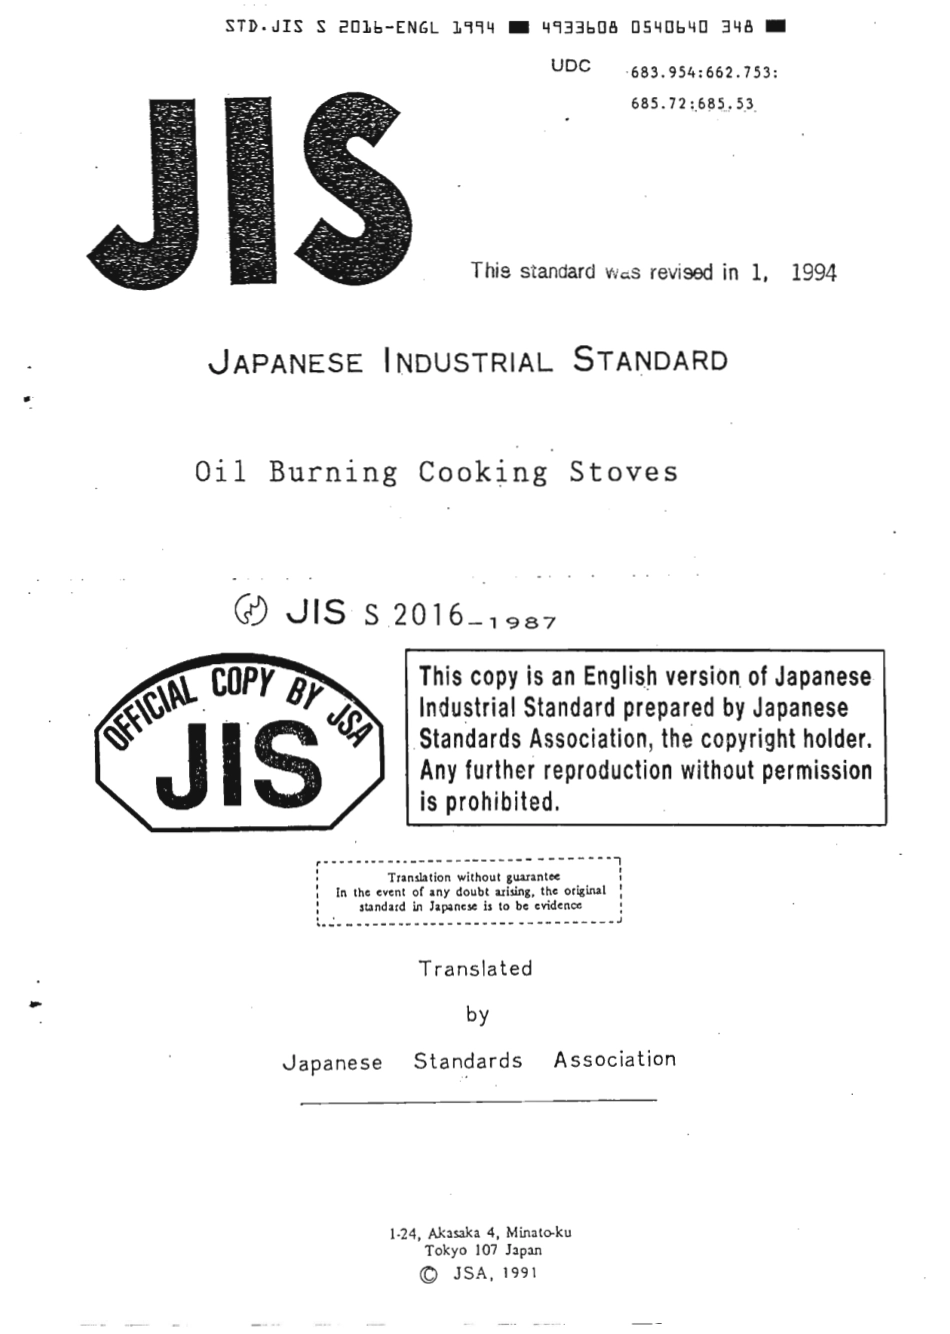 STD.JIS S 2016-ENGL 1994 ■ 4933608 0540640 348 ■
UDC 683.954:662.753:
685.72:685.53
JIS
This standard was revised in 1, 1994
JAPANESE INDUSTRIAL STANDARD
Oil Burning Cooking Stoves
JIS S 2016-1987
OFFICIAL COPY BY JSA
JIS
This copy is an English version of Japanese
Industrial Standard prepared by Japanese
Standards Association, the copyright holder.
Any further reproduction without permission
is prohibited.
Translation without guarantee
In the event of any doubt arising, the original
standard in Japanese is to be evidence
Translated
by
Japanese Standards Association
1-24, Akasaka 4, Minato-ku
Tokyo 107 Japan
© JSA, 1991